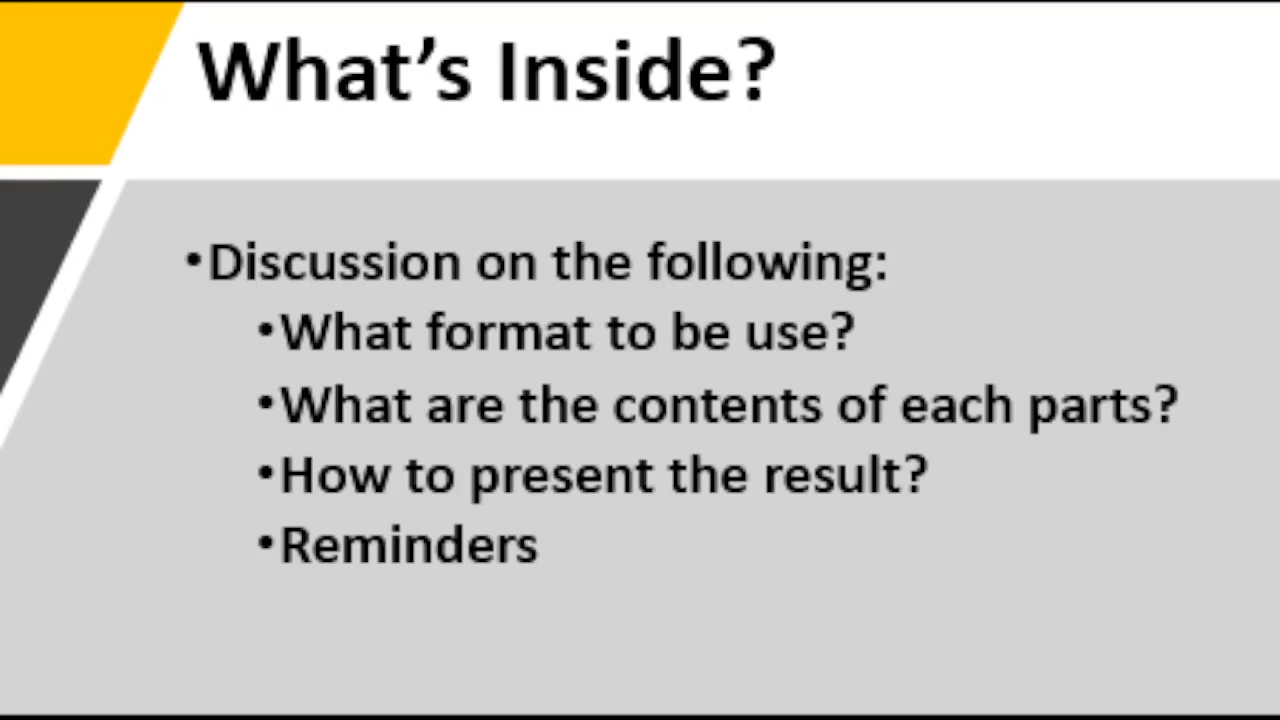 What’s Inside?
•Discussion on the following:
•What format to be use?
•What are the contents of each parts?
•How to present the result?
•Reminders